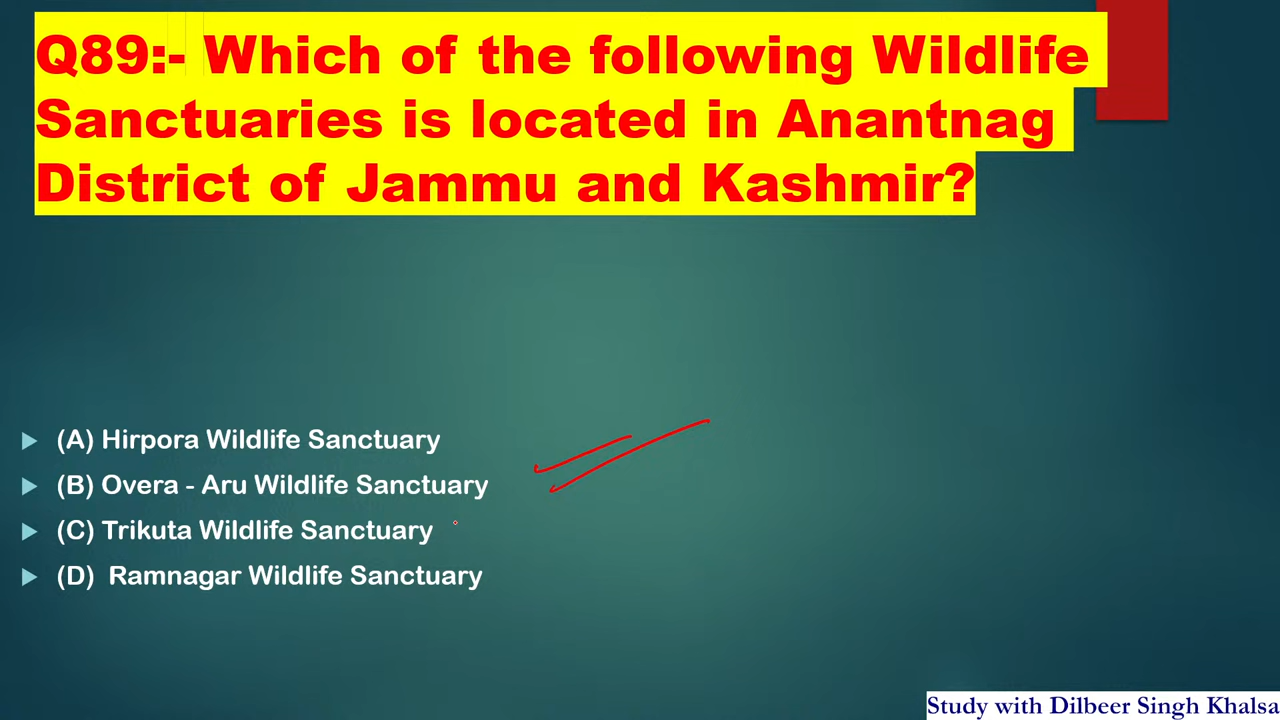 Q89:- Which of the following Wildlife
Sanctuaries is located in Anantnag
District of Jammu and Kashmir?
(A) Hirpora Wildlife Sanctuary
(B) Overa - Aru Wildlife Sanctuary
(C) Trikuta Wildlife Sanctuary
(D) Ramnagar Wildlife Sanctuary
Study with Dilbeer Singh Khalsa